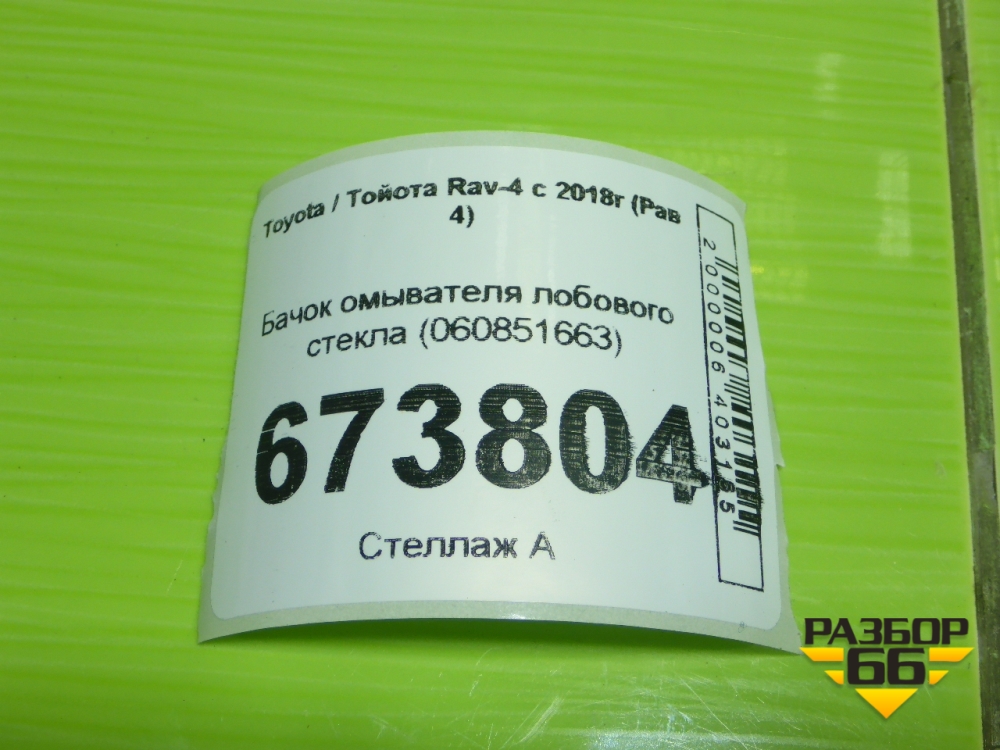 Toyota / Тойота Rav-4 с 2018г (Рав
4)
Бачок омывателя лобового
стекла (060851663)
673804
Стеллаж А
2000006403165
РАЗБОР
66